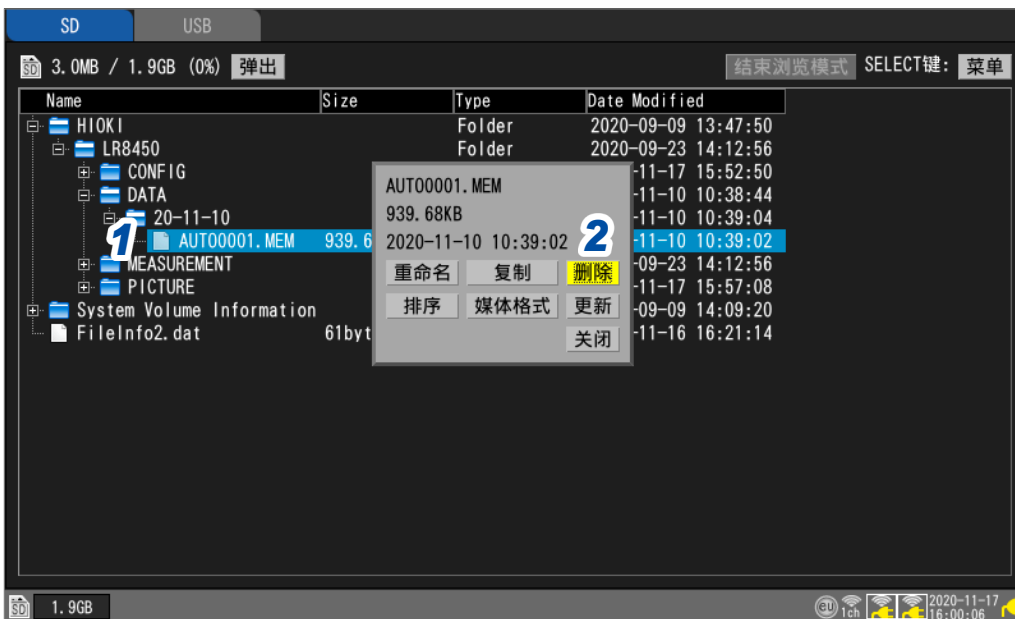 SD USB
3.0MB / 1.9GB (0%) 弹出 结束浏览模式 SELECT键: 菜单
Name Size Type Date Modified
HIOKI Folder 2020-09-09 13:47:50
LR8450 Folder 2020-09-23 14:12:56
CONFIG -11-17 15:52:50
DATA -11-10 10:38:44
20-11-10 -11-10 10:39:04
1 AUTO0001.MEM 939.6 -11-10 10:39:02
MEASUREMENT -09-23 14:12:56
PICTURE -11-17 15:57:08
System Volume Information -09-09 14:09:20
FileInfo2.dat 61byt -11-16 16:21:14
AUTO0001.MEM
939.68KB
2020-11-10 10:39:02 2
重命名 复制 删除
排序 媒体格式 更新
关闭
SD 1.9GB eu 1ch 2020-11-17
16:00:06